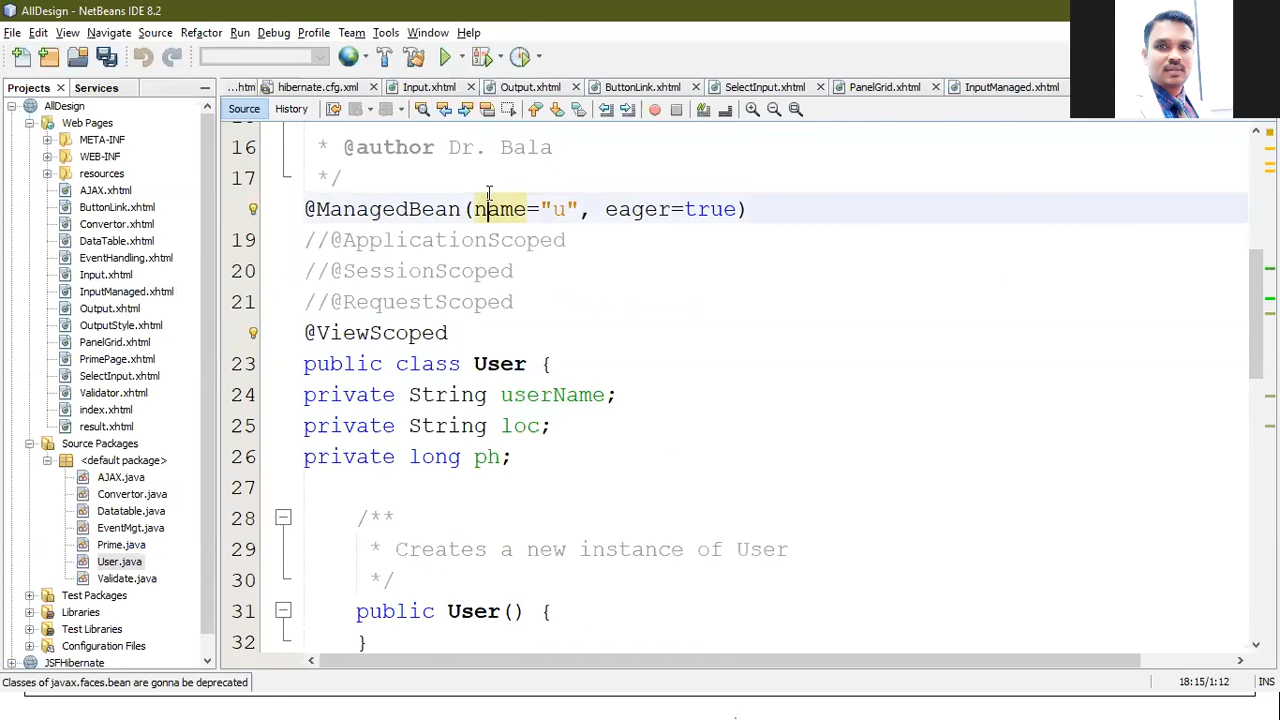 AllDesign - NetBeans IDE 8.2
File Edit View Navigate Source Refactor Run Debug Profile Team Tools Window Help
Projects Services
...htm hibernate.cfg.xml Input.xhtml Output.xhtml ButtonLink.xhtml SelectInput.xhtml PanelGrid.xhtml InputManaged.xhtml
Source History
AllDesign
Web Pages
META-INF
WEB-INF
resources
AJAX.xhtml
ButtonLink.xhtml
Convertor.xhtml
DataTable.xhtml
EventHandling.xhtml
Input.xhtml
InputManaged.xhtml
Output.xhtml
OutputStyle.xhtml
PanelGrid.xhtml
PrimePage.xhtml
SelectInput.xhtml
Validator.xhtml
index.xhtml
result.xhtml
Source Packages
<default package>
AJAX.java
Convertor.java
Datatable.java
EventMgt.java
Prime.java
User.java
Validate.java
Test Packages
Libraries
Test Libraries
Configuration Files
JSFHibernate
16 * @author Dr. Bala
17 */
@ManagedBean(name="u", eager=true)
19 //@ApplicationScoped
20 //@SessionScoped
21 //@RequestScoped
@ViewScoped
23 public class User {
24 private String userName;
25 private String loc;
26 private long ph;
27
28 /**
29 * Creates a new instance of User
30 */
31 public User() {
32 }
Classes of javax.faces.bean are gonna be deprecated
18:15/1:12 INS